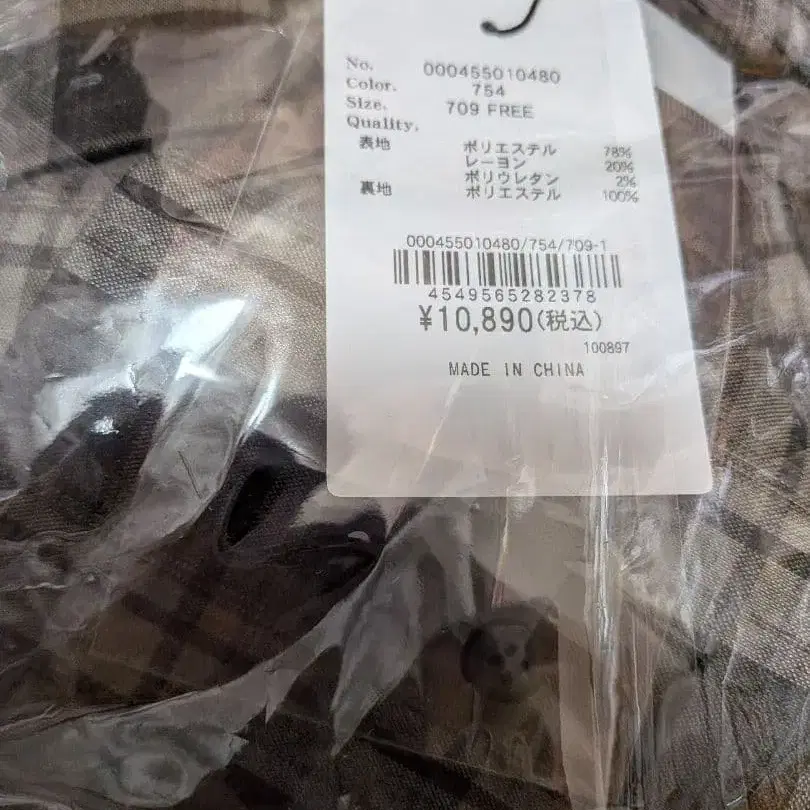 No. 000455010480
Color. 754
Size. 709 FREE
Quality.
表地 ポリエステル 78%
レーヨン 20%
ポリウレタン 2%
裏地 ポリエステル 100%
000455010480/754/709-1
4549565282378
¥10,890(税込)
100897
MADE IN CHINA